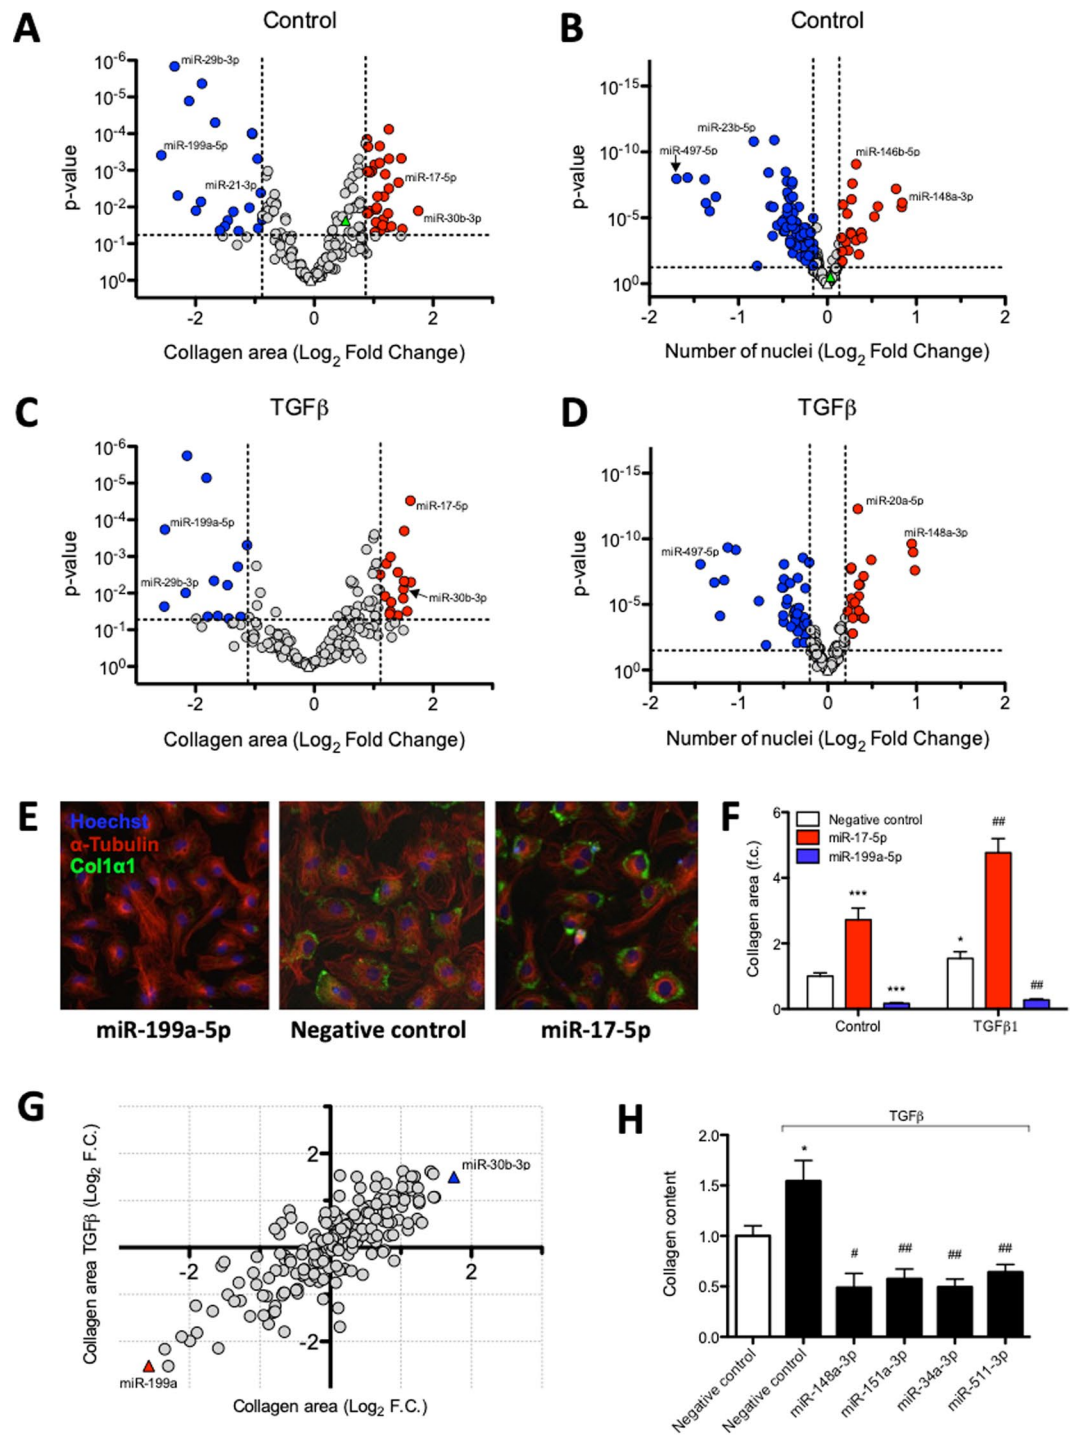 A
Control
10-6
10-5
10-4
10-3
10-2
10-1
100
p-value
miR-29b-3p
miR-199a-5p
miR-21-3p
miR-17-5p
miR-30b-3p
-2
0
2
Collagen area (Log2 Fold Change)
B
Control
10-15
10-10
10-5
100
p-value
miR-23b-5p
miR-497-5p
miR-146b-5p
miR-148a-3p
-2
-1
0
1
2
Number of nuclei (Log2 Fold Change)
C
TGFβ
10-6
10-5
10-4
10-3
10-2
10-1
100
p-value
miR-17-5p
miR-199a-5p
miR-29b-3p
miR-30b-3p
-2
0
2
Collagen area (Log2 Fold Change)
D
TGFβ
10-15
10-10
10-5
100
p-value
miR-20a-5p
miR-148a-3p
miR-497-5p
-2
-1
0
1
2
Number of nuclei (Log2 Fold Change)
E
Hoechst
α-Tubulin
Col1α1
miR-199a-5p
Negative control
miR-17-5p
F
6
4
2
0
Collagen area (f.c.)
Negative control
miR-17-5p
miR-199a-5p
***
***
*
##
##
Control
TGFβ1
G
Collagen area TGFβ (Log2 F.C.)
2
-2
-2
2
miR-30b-3p
miR-199a
Collagen area (Log2 F.C.)
H
TGFβ
2.0
1.5
1.0
0.5
0.0
Collagen content
*
#
##
##
##
Negative control
Negative control
miR-148a-3p
miR-151a-3p
miR-34a-3p
miR-511-3p